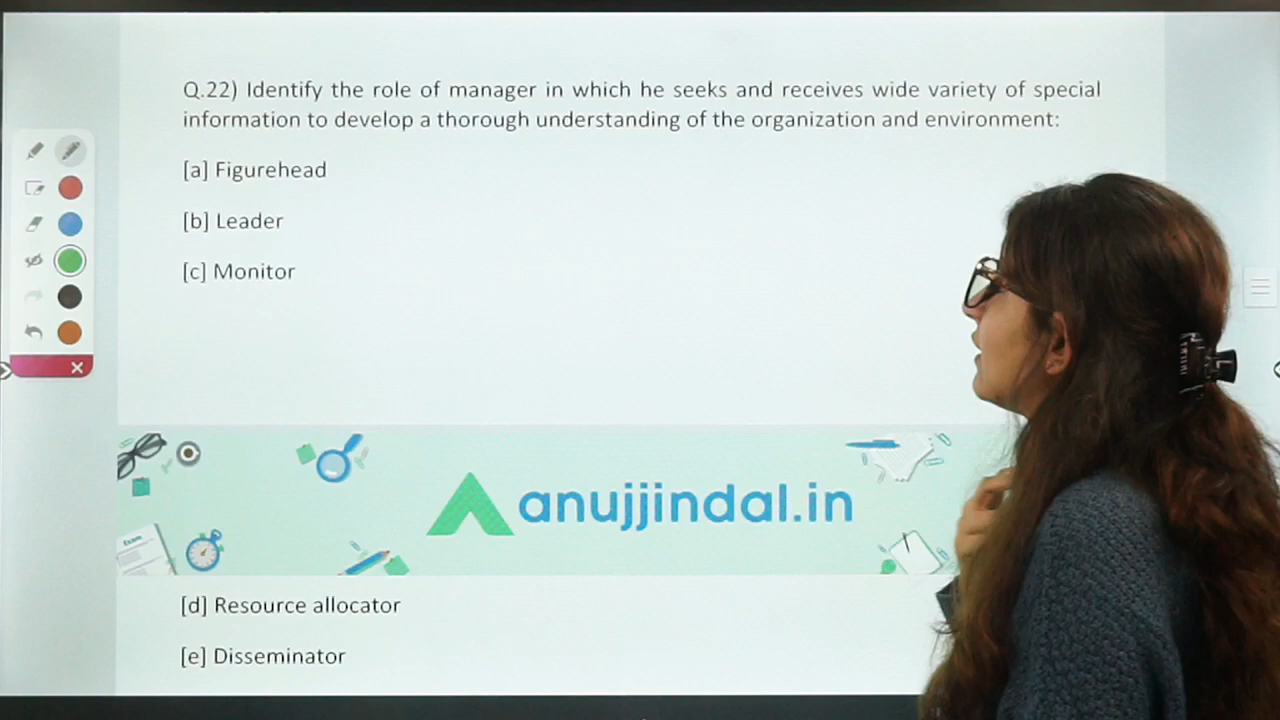 Q.22) Identify the role of manager in which he seeks and receives wide variety of special
information to develop a thorough understanding of the organization and environment:
[a] Figurehead
[b] Leader
[c] Monitor
Exam
anujjindal.in
[d] Resource allocator
[e] Disseminator